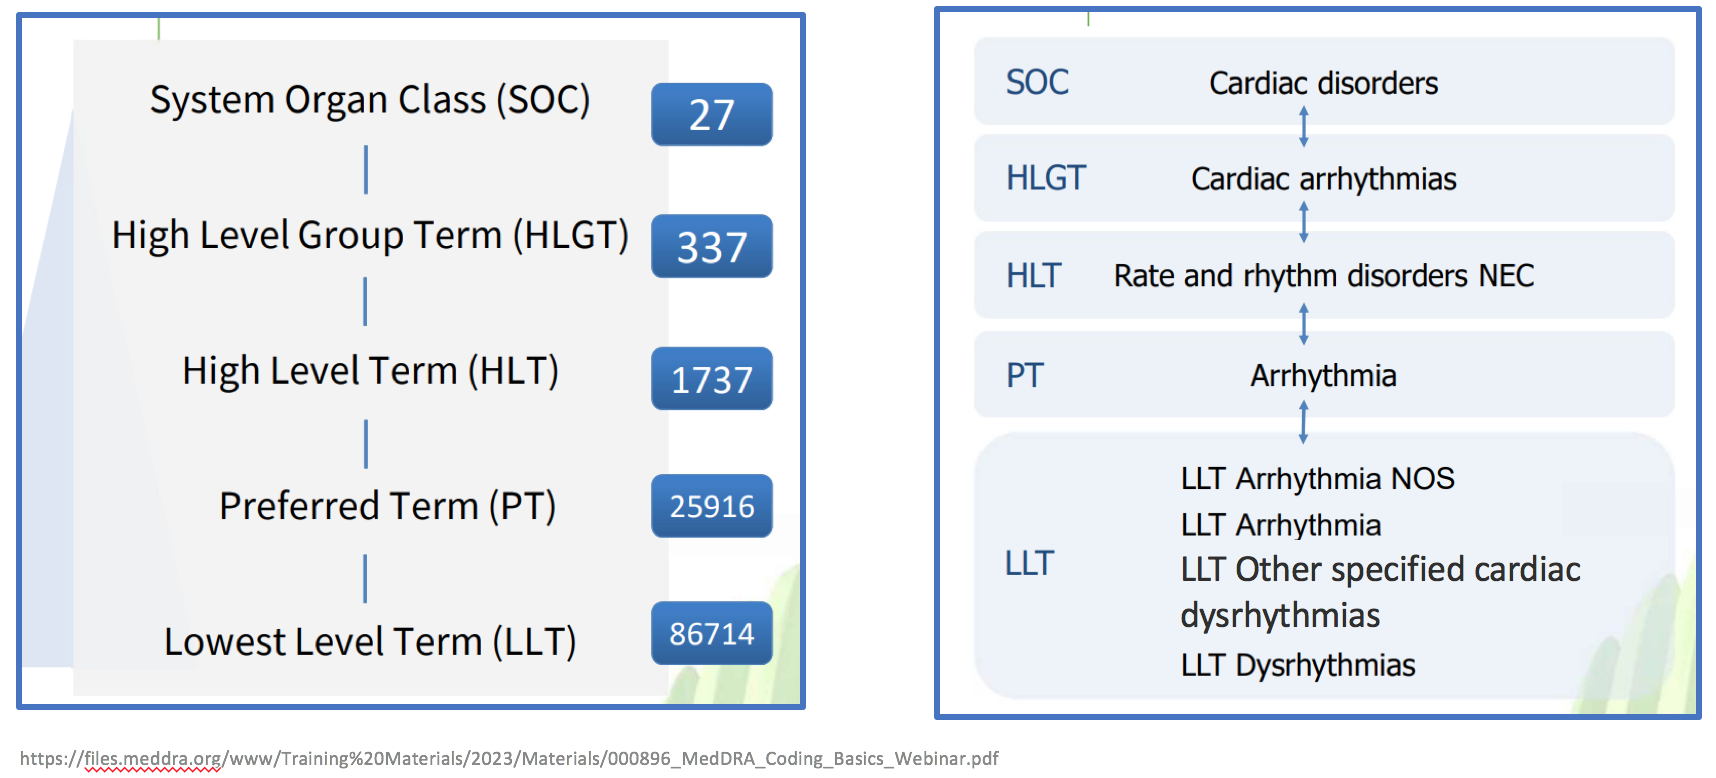 System Organ Class (SOC)
27
High Level Group Term (HLGT)
337
High Level Term (HLT)
1737
Preferred Term (PT)
25916
Lowest Level Term (LLT)
86714
SOC
Cardiac disorders
HLGT
Cardiac arrhythmias
HLT
Rate and rhythm disorders NEC
PT
Arrhythmia
LLT
LLT Arrhythmia NOS
LLT Arrhythmia
LLT Other specified cardiac
dysrhythmias
LLT Dysrhythmias
https://files.meddra.org/www/Training%20Materials/2023/Materials/000896_MedDRA_Coding_Basics_Webinar.pdf